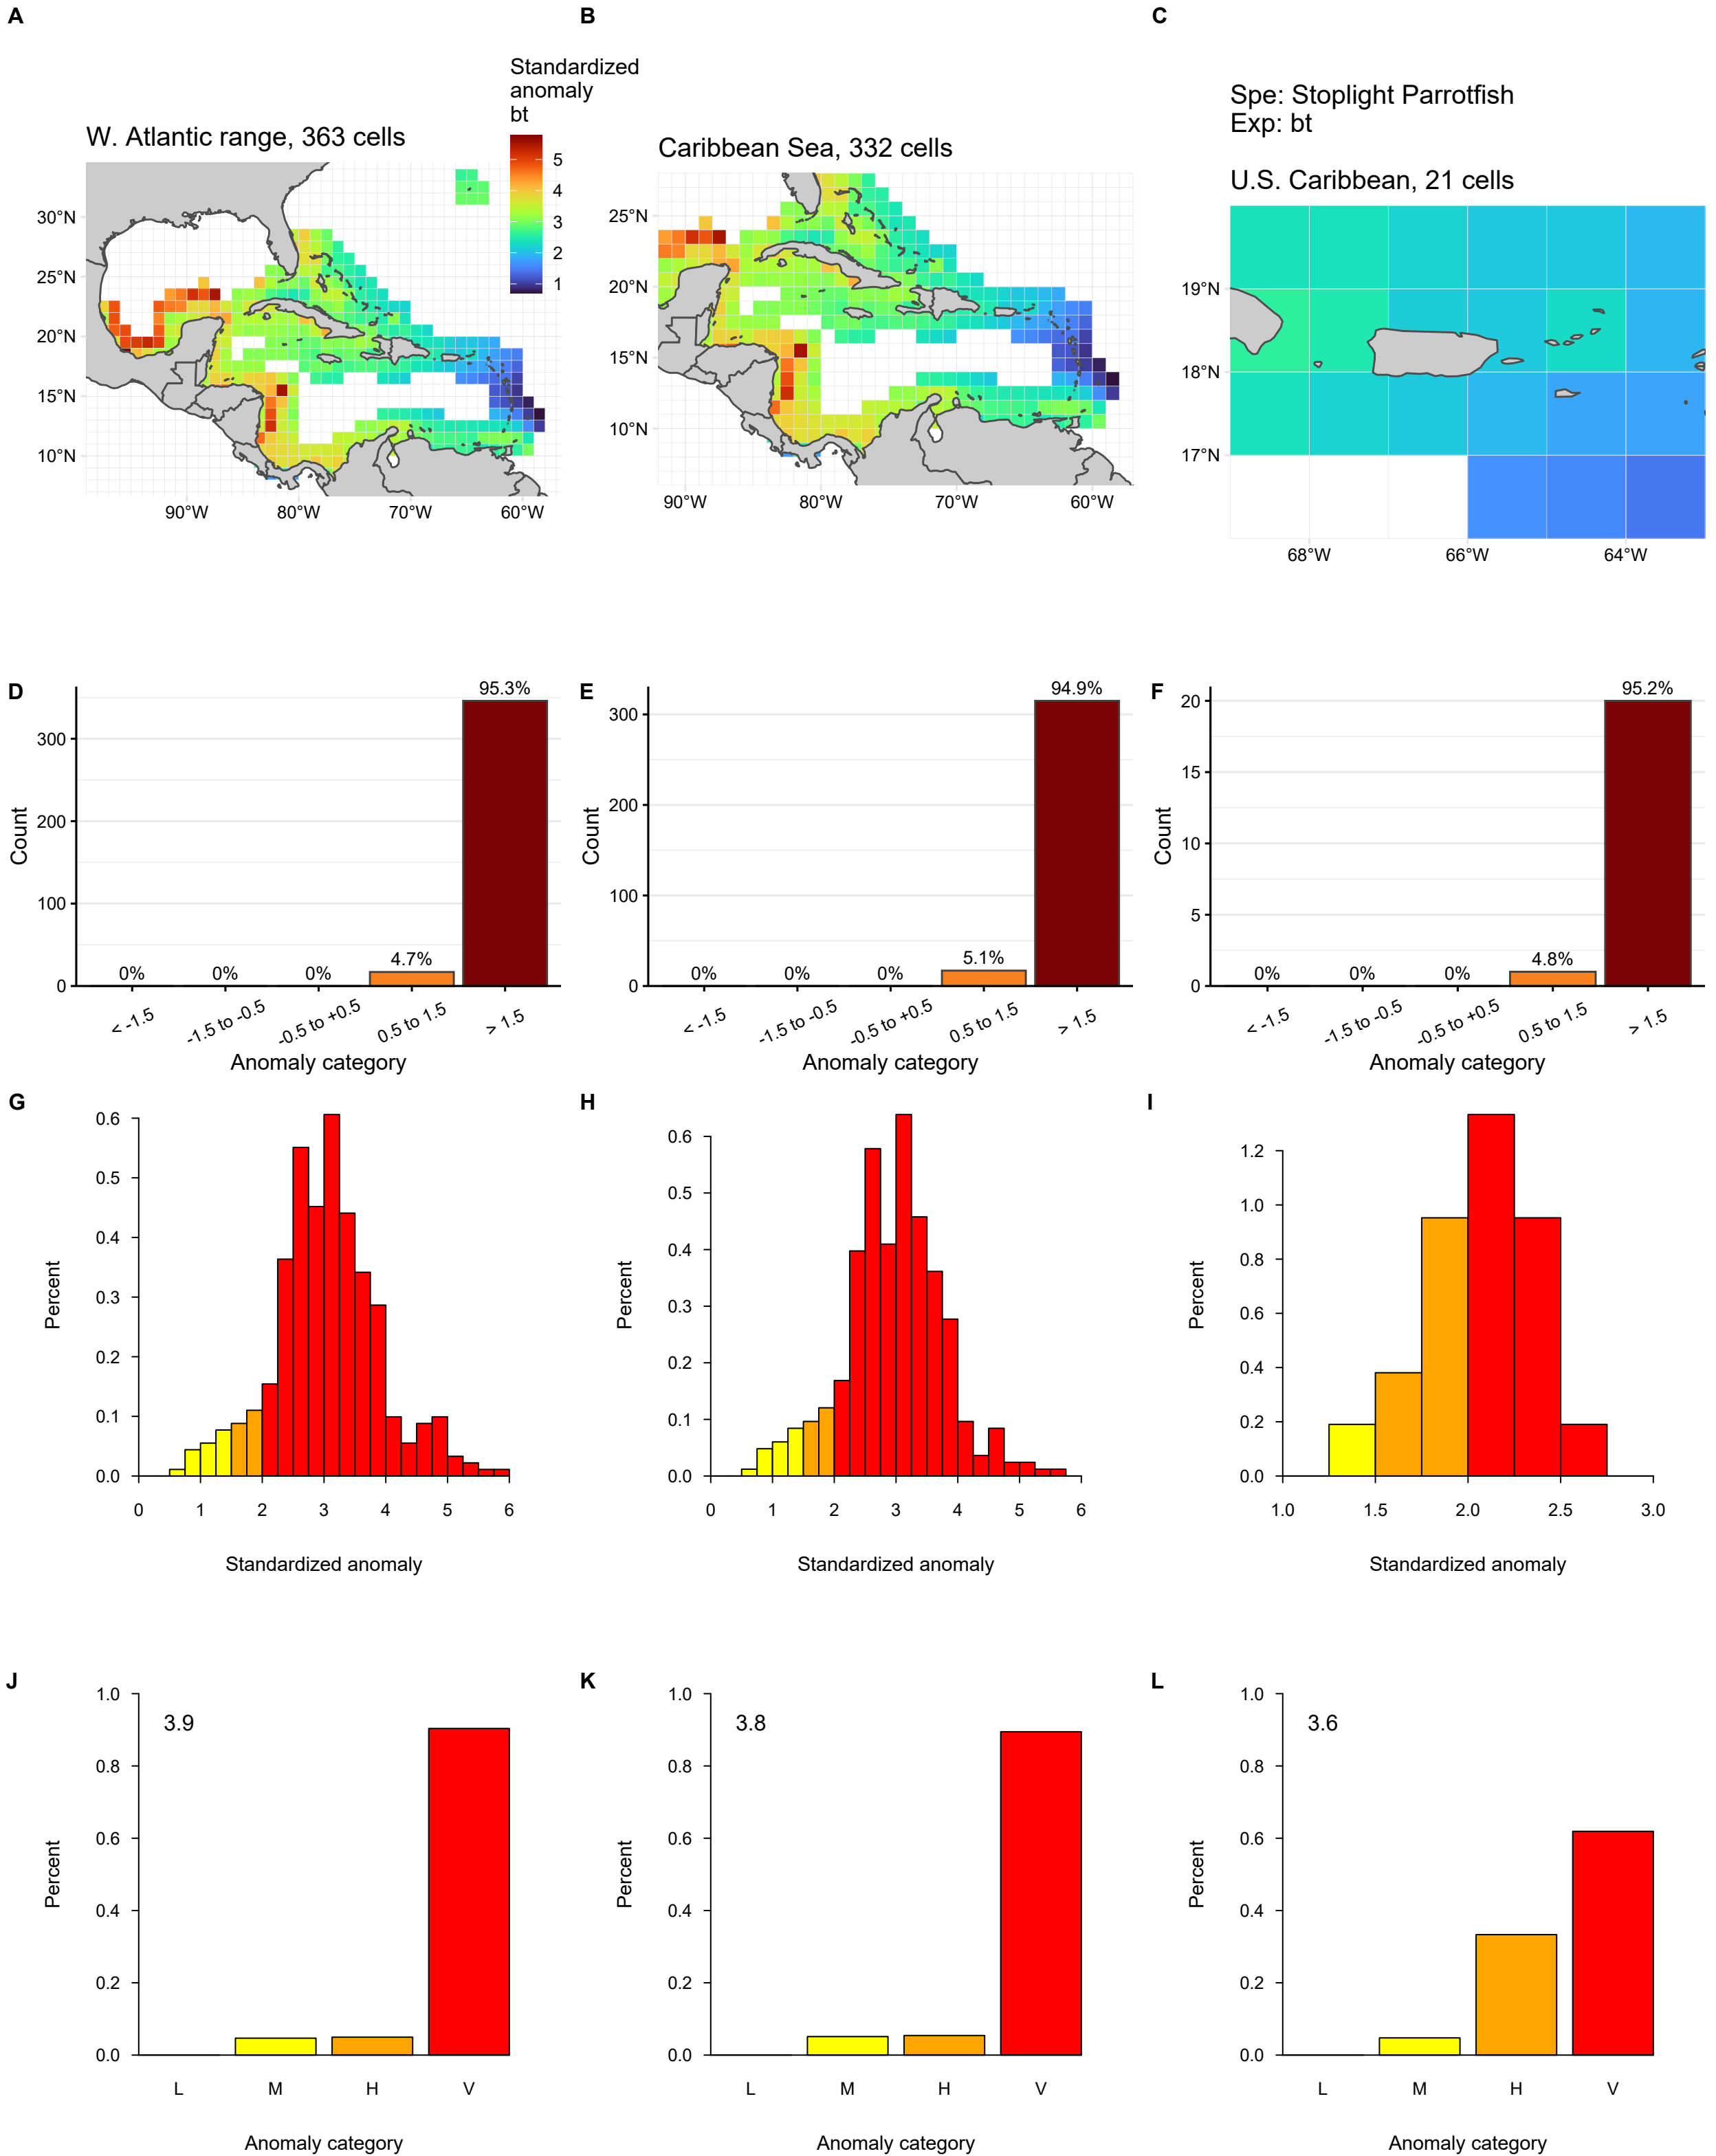 A
B
C
Standardized
anomaly
bt
5
4
3
2
1
W. Atlantic range, 363 cells
30°N
25°N
20°N
15°N
10°N
90°W
80°W
70°W
60°W
Caribbean Sea, 332 cells
25°N
20°N
15°N
10°N
90°W
80°W
70°W
60°W
Spe: Stoplight Parrotfish
Exp: bt
U.S. Caribbean, 21 cells
19°N
18°N
17°N
68°W
66°W
64°W
D
Count
300
200
100
0
0%
0%
0%
4.7%
95.3%
< -1.5
-1.5 to -0.5
-0.5 to +0.5
0.5 to 1.5
> 1.5
Anomaly category
E
Count
300
200
100
0
0%
0%
0%
5.1%
94.9%
< -1.5
-1.5 to -0.5
-0.5 to +0.5
0.5 to 1.5
> 1.5
Anomaly category
F
Count
20
15
10
5
0
0%
0%
0%
4.8%
95.2%
< -1.5
-1.5 to -0.5
-0.5 to +0.5
0.5 to 1.5
> 1.5
Anomaly category
G
Percent
0.6
0.5
0.4
0.3
0.2
0.1
0.0
0
1
2
3
4
5
6
Standardized anomaly
H
Percent
0.6
0.5
0.4
0.3
0.2
0.1
0.0
0
1
2
3
4
5
6
Standardized anomaly
I
Percent
1.2
1.0
0.8
0.6
0.4
0.2
0.0
1.0
1.5
2.0
2.5
3.0
Standardized anomaly
J
Percent
1.0
0.8
0.6
0.4
0.2
0.0
3.9
L
M
H
V
Anomaly category
K
Percent
1.0
0.8
0.6
0.4
0.2
0.0
3.8
L
M
H
V
Anomaly category
L
Percent
1.0
0.8
0.6
0.4
0.2
0.0
3.6
L
M
H
V
Anomaly category